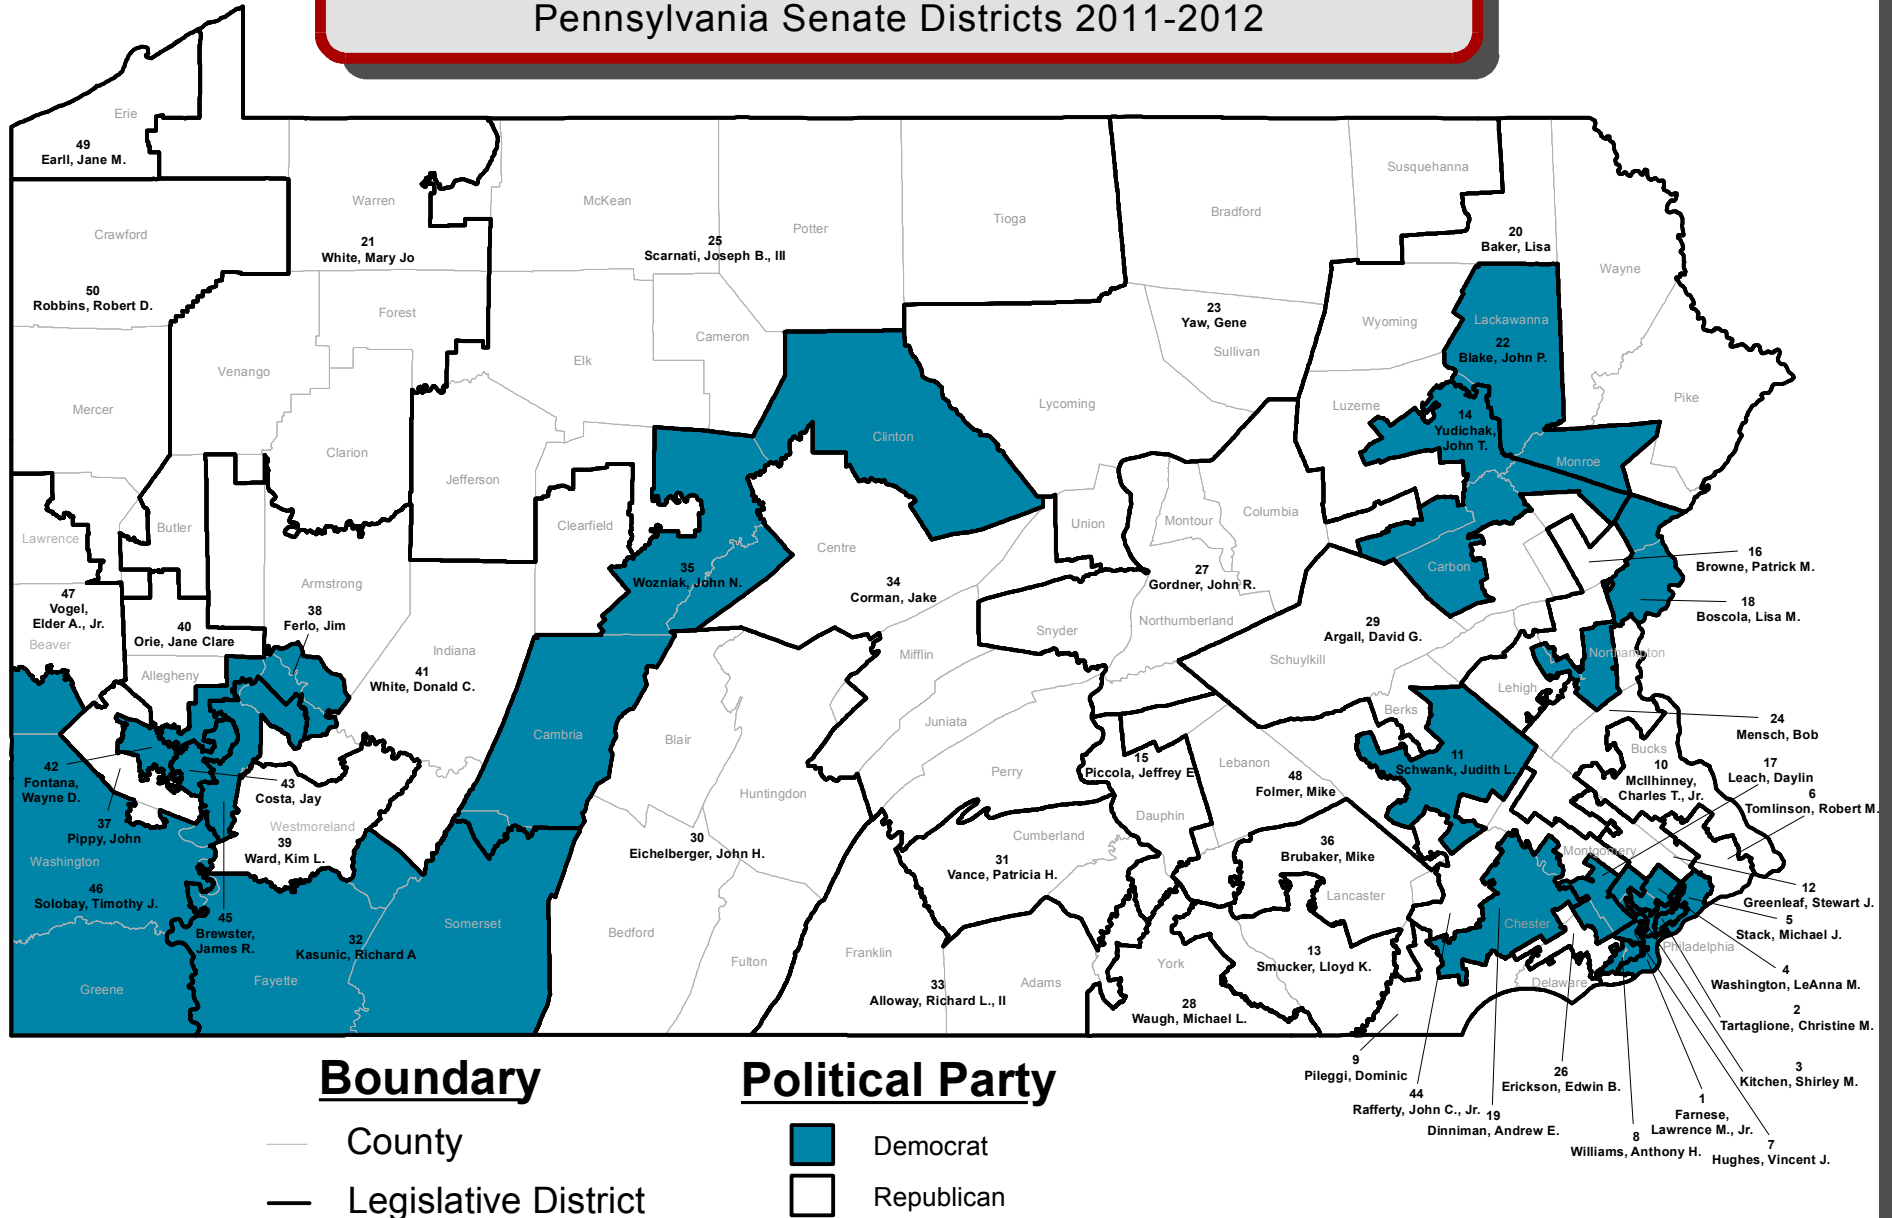 Pennsylvania Senate Districts 2011-2012
Erie
49
Earll, Jane M.
Crawford
50
Robbins, Robert D.
Mercer
Warren
21
White, Mary Jo
Forest
Venango
Clarion
McKean
25
Scarnati, Joseph B., III
Potter
Cameron
Elk
Jefferson
Clearfield
Tioga
Bradford
Susquehanna
20
Baker, Lisa
Wayne
23
Yaw, Gene
Sullivan
Wyoming
Lackawanna
22
Blake, John P.
Pike
Lycoming
Clinton
Luzerne
14
Yudichak,
John T.
Monroe
Lawrence
Butler
47
Vogel,
Elder A., Jr.
Beaver
40
Orie, Jane Clare
Allegheny
Armstrong
38
Ferlo, Jim
Indiana
41
White, Donald C.
35
Wozniak, John N.
Centre
34
Corman, Jake
Union
Montour
Columbia
27
Gordner, John R.
Northumberland
Snyder
Mifflin
Juniata
Perry
Carbon
16
Browne, Patrick M.
18
Boscola, Lisa M.
29
Argall, David G.
Schuylkill
Northampton
Lehigh
Berks
24
Mensch, Bob
Cambria
Blair
Huntingdon
42
Fontana,
Wayne D.
43
Costa, Jay
37
Pippy, John
Westmoreland
39
Ward, Kim L.
Washington
46
Solobay, Timothy J.
45
Brewster,
James R.
32
Kasunic, Richard A
Somerset
Fayette
Greene
30
Eichelberger, John H.
Bedford
Fulton
Franklin
33
Alloway, Richard L., II
Adams
Cumberland
31
Vance, Patricia H.
15
Piccola, Jeffrey E.
Dauphin
Lebanon
48
Folmer, Mike
11
Schwank, Judith L.
Bucks
10
McIlhinney,
Charles T., Jr.
17
Leach, Daylin
6
Tomlinson, Robert M.
36
Brubaker, Mike
Lancaster
13
Smucker, Lloyd K.
York
28
Waugh, Michael L.
Montgomery
12
Greenleaf, Stewart J.
5
Stack, Michael J.
Philadelphia
Chester
Delaware
4
Washington, LeAnna M.
2
Tartaglione, Christine M.
3
Kitchen, Shirley M.
1
Farnese,
Lawrence M., Jr.
7
Hughes, Vincent J.
8
Williams, Anthony H.
26
Erickson, Edwin B.
19
Dinniman, Andrew E.
44
Rafferty, John C., Jr.
9
Pileggi, Dominic
Boundary
County
Legislative District
Political Party
Democrat
Republican